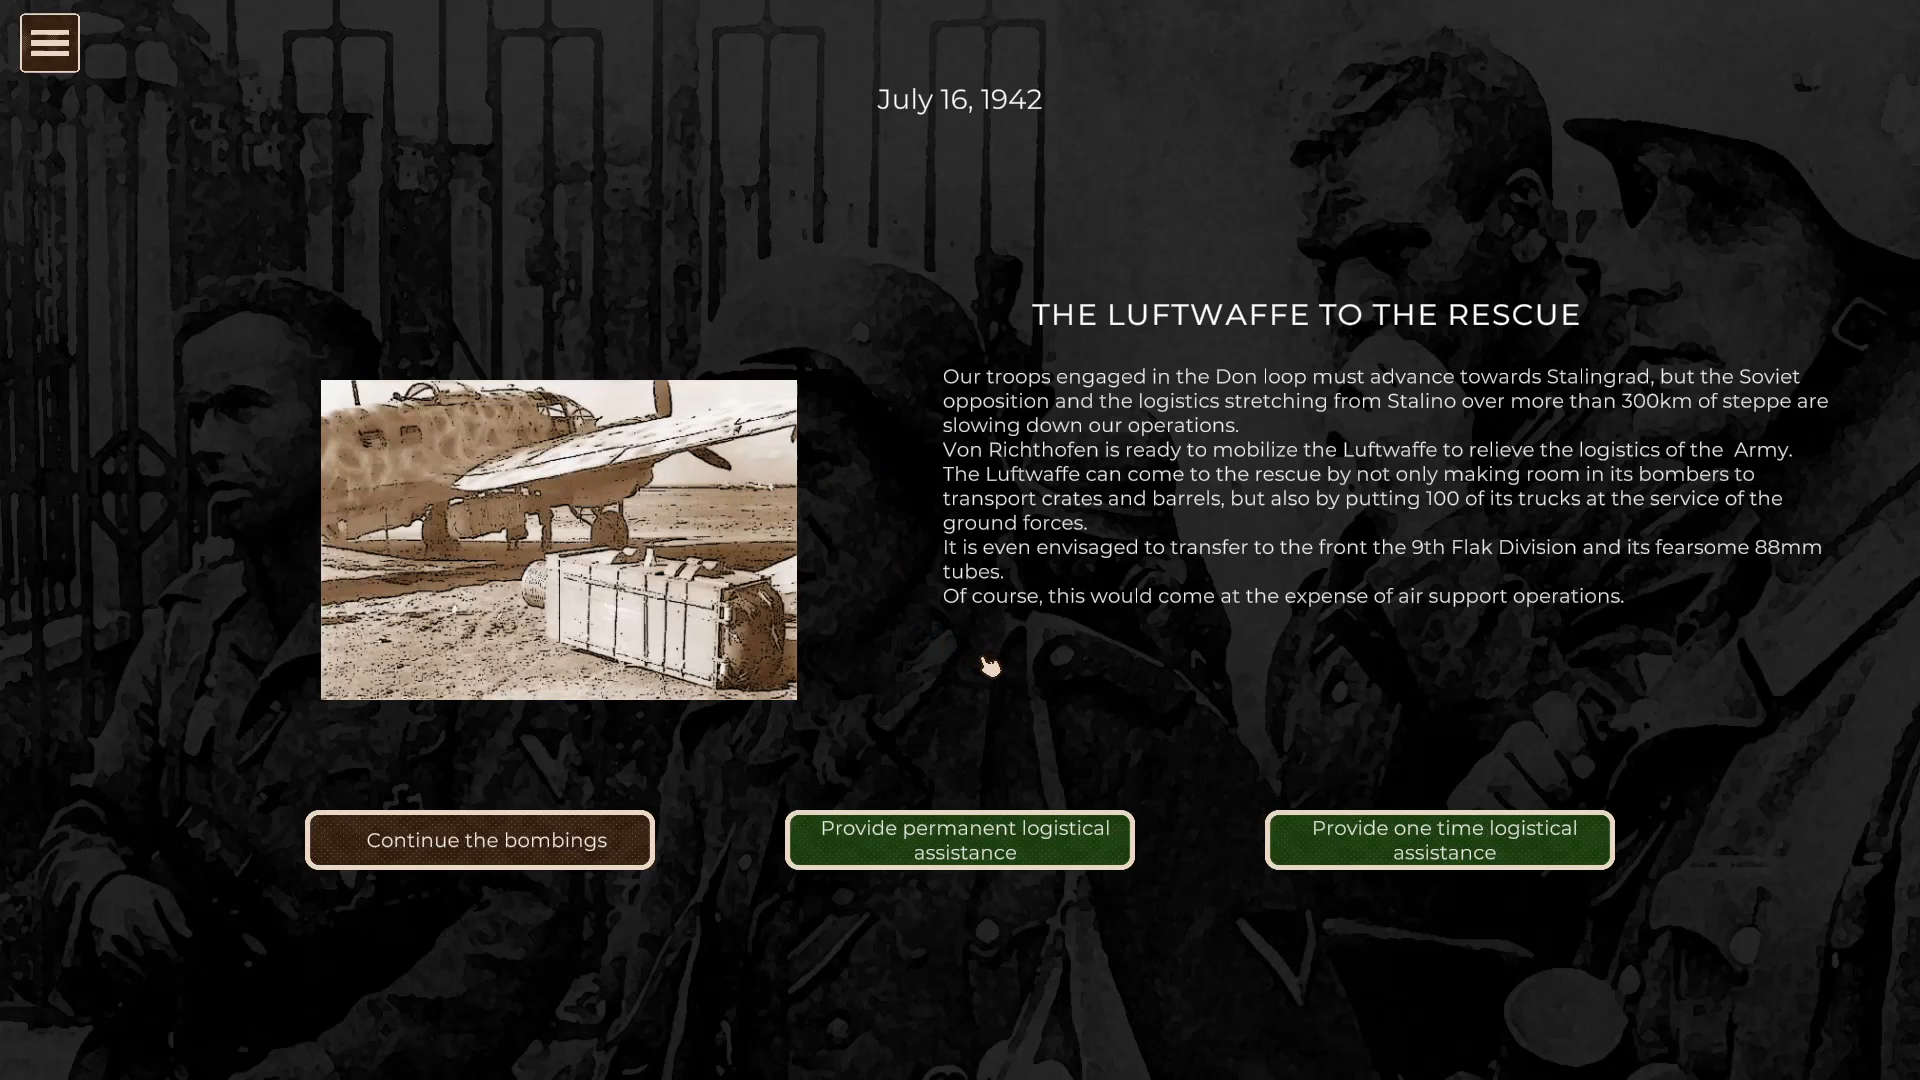 July 16, 1942
THE LUFTWAFFE TO THE RESCUE
Our troops engaged in the Don loop must advance towards Stalingrad, but the Soviet
opposition and the logistics stretching from Stalino over more than 300km of steppe are
slowing down our operations.
Von Richthofen is ready to mobilize the Luftwaffe to relieve the logistics of the  Army.
The Luftwaffe can come to the rescue by not only making room in its bombers to
transport crates and barrels, but also by putting 100 of its trucks at the service of the
ground forces.
It is even envisaged to transfer to the front the 9th Flak Division and its fearsome 88mm
tubes.
Of course, this would come at the expense of air support operations.
Continue the bombings
Provide permanent logistical
assistance
Provide one time logistical
assistance